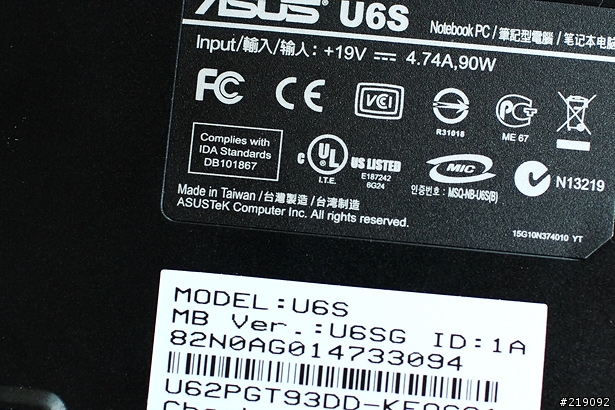 ASUS® U6S Notebook PC / 筆記型電腦 / 笔记本电脑
Input/輸入/输入: +19V ⎓ 4.74A,90W
FC CE VCI
R31018 ME 67
Complies with
IDA Standards
DB101867
c UL US LISTED
I.T.E. E187242
6G24
MIC
인증번호: MSQ-NB-U6S(B)
N13219
Made in Taiwan / 台灣製造 / 台湾制造
ASUSTeK Computer Inc. All rights reserved.
15G10N374010 YT
MODEL:U6S
MB Ver.:U6SG ID:1A
82N0AG014733094
#219092